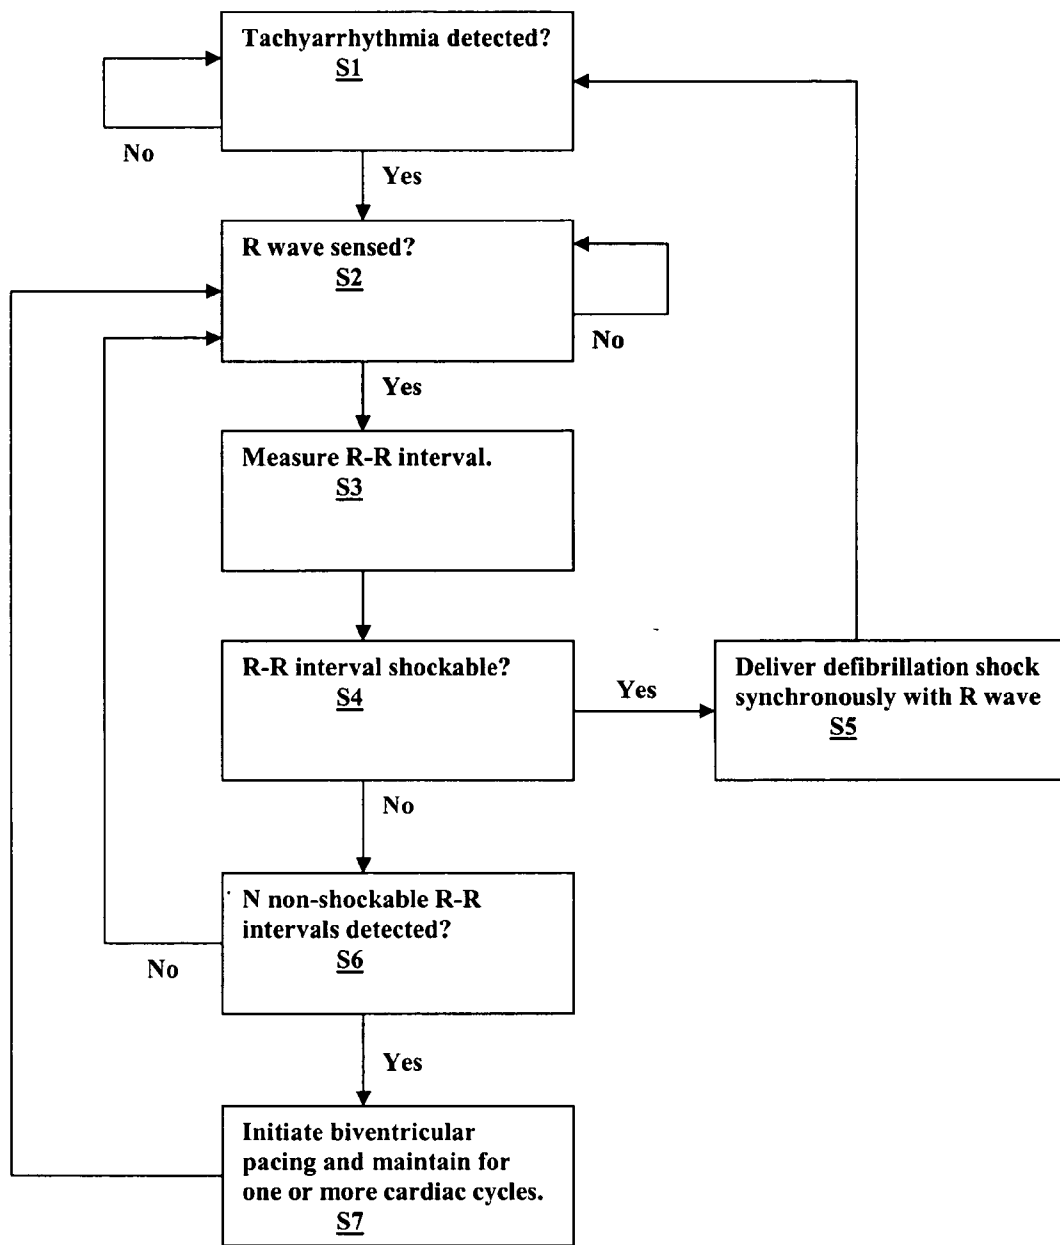 Tachyarrhythmia detected?
S1
No
Yes
R wave sensed?
S2
No
Yes
Measure R-R interval.
S3
R-R interval shockable?
S4
Yes
Deliver defibrillation shock
synchronously with R wave
S5
No
N non-shockable R-R
intervals detected?
S6
No
Yes
Initiate biventricular
pacing and maintain for
one or more cardiac cycles.
S7